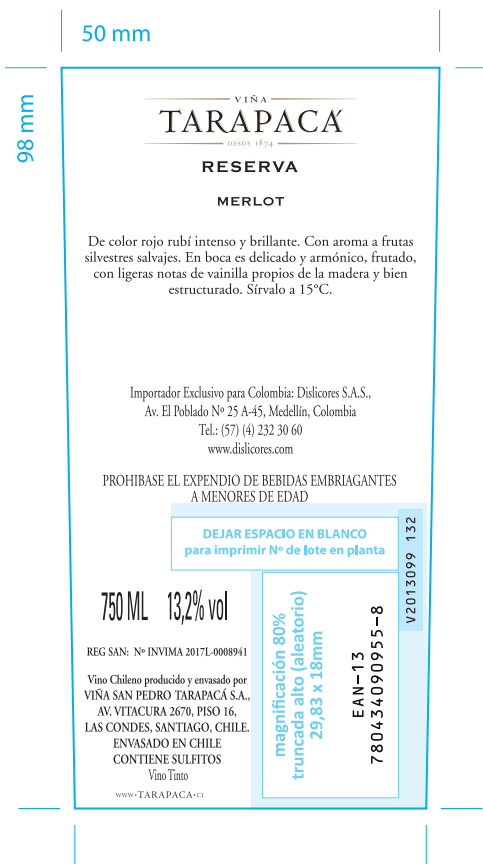 50 mm
98 mm
VIÑA
TARAPACÁ
DESDE 1874
RESERVA
MERLOT
De color rojo rubí intenso y brillante. Con aroma a frutas
silvestres salvajes. En boca es delicado y armónico, frutado,
con ligeras notas de vainilla propios de la madera y bien
estructurado. Sírvalo a 15°C.
Importador Exclusivo para Colombia: Dislicores S.A.S.,
Av. El Poblado Nº 25 A-45, Medellín, Colombia
Tel.: (57) (4) 232 30 60
www.dislicores.com
PROHIBASE EL EXPENDIO DE BEBIDAS EMBRIAGANTES
A MENORES DE EDAD
DEJAR ESPACIO EN BLANCO
para imprimir Nº de lote en planta
V2013099 132
750 ML 13,2% vol
REG SAN: Nº INVIMA 2017L-0008941
Vino Chileno producido y envasado por
VIÑA SAN PEDRO TARAPACÁ S.A.,
AV. VITACURA 2670, PISO 16,
LAS CONDES, SANTIAGO, CHILE.
ENVASADO EN CHILE
CONTIENE SULFITOS
Vino Tinto
WWW•TARAPACA•CL
magnificación 80%
truncada alto (aleatorio)
29,83 x 18mm
EAN-13
7804340909558-8